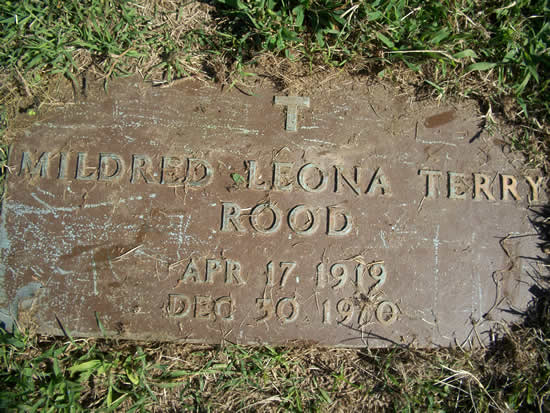 MILDRED LEONA TERRY
ROOD
APR 17 1919
DEC 30 1970